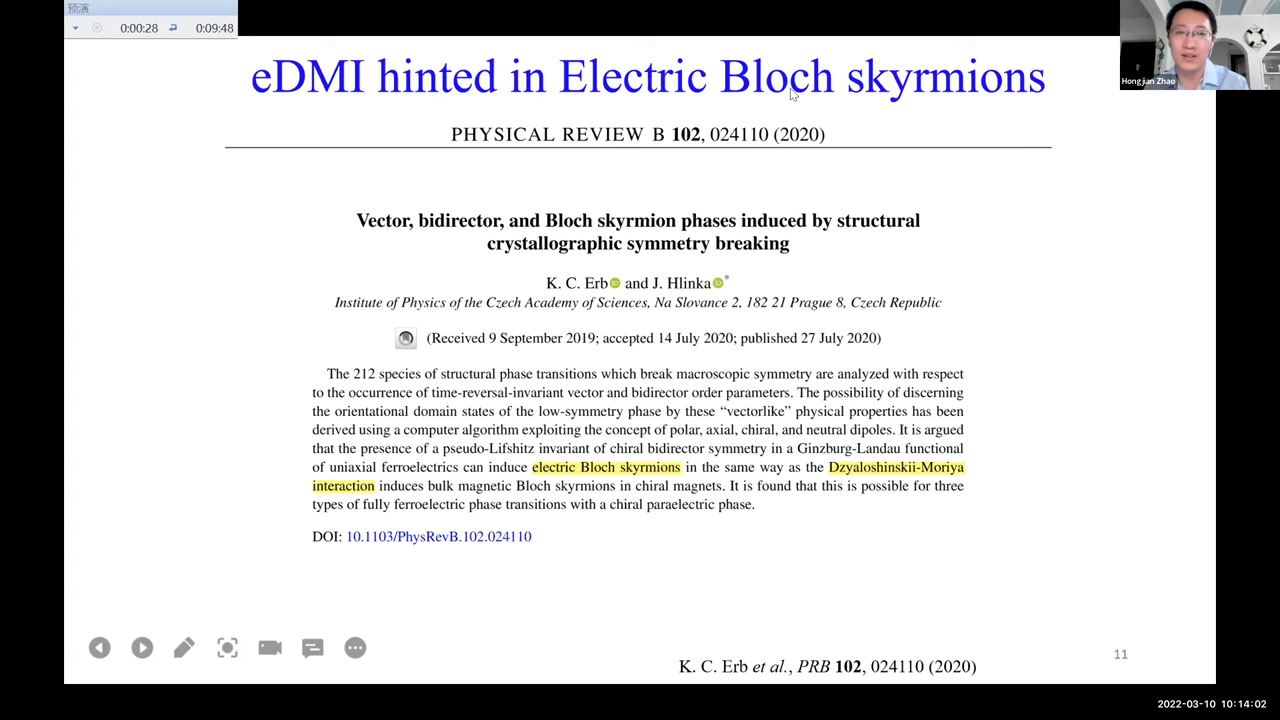 预演
0:00:28 0:09:48
Hongjian Zhao
eDMI hinted in Electric Bloch skyrmions
PHYSICAL REVIEW B 102, 024110 (2020)
Vector, bidirector, and Bloch skyrmion phases induced by structural
crystallographic symmetry breaking
K. C. Erb and J. Hlinka*
Institute of Physics of the Czech Academy of Sciences, Na Slovance 2, 182 21 Prague 8, Czech Republic
(Received 9 September 2019; accepted 14 July 2020; published 27 July 2020)
The 212 species of structural phase transitions which break macroscopic symmetry are analyzed with respect
to the occurrence of time-reversal-invariant vector and bidirector order parameters. The possibility of discerning
the orientational domain states of the low-symmetry phase by these “vectorlike” physical properties has been
derived using a computer algorithm exploiting the concept of polar, axial, chiral, and neutral dipoles. It is argued
that the presence of a pseudo-Lifshitz invariant of chiral bidirector symmetry in a Ginzburg-Landau functional
of uniaxial ferroelectrics can induce electric Bloch skyrmions in the same way as the Dzyaloshinskii-Moriya
interaction induces bulk magnetic Bloch skyrmions in chiral magnets. It is found that this is possible for three
types of fully ferroelectric phase transitions with a chiral paraelectric phase.
DOI: 10.1103/PhysRevB.102.024110
11
K. C. Erb et al., PRB 102, 024110 (2020)
2022-03-10 10:14:02